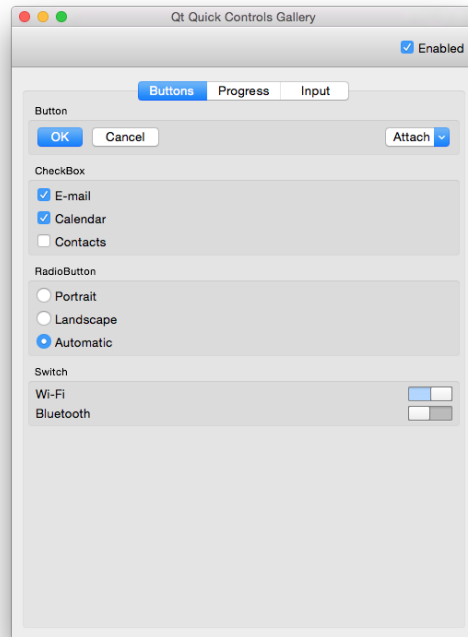 Qt Quick Controls Gallery
Enabled
Buttons Progress Input
Button
OK Cancel Attach
CheckBox
E-mail
Calendar
Contacts
RadioButton
Portrait
Landscape
Automatic
Switch
Wi-Fi
Bluetooth